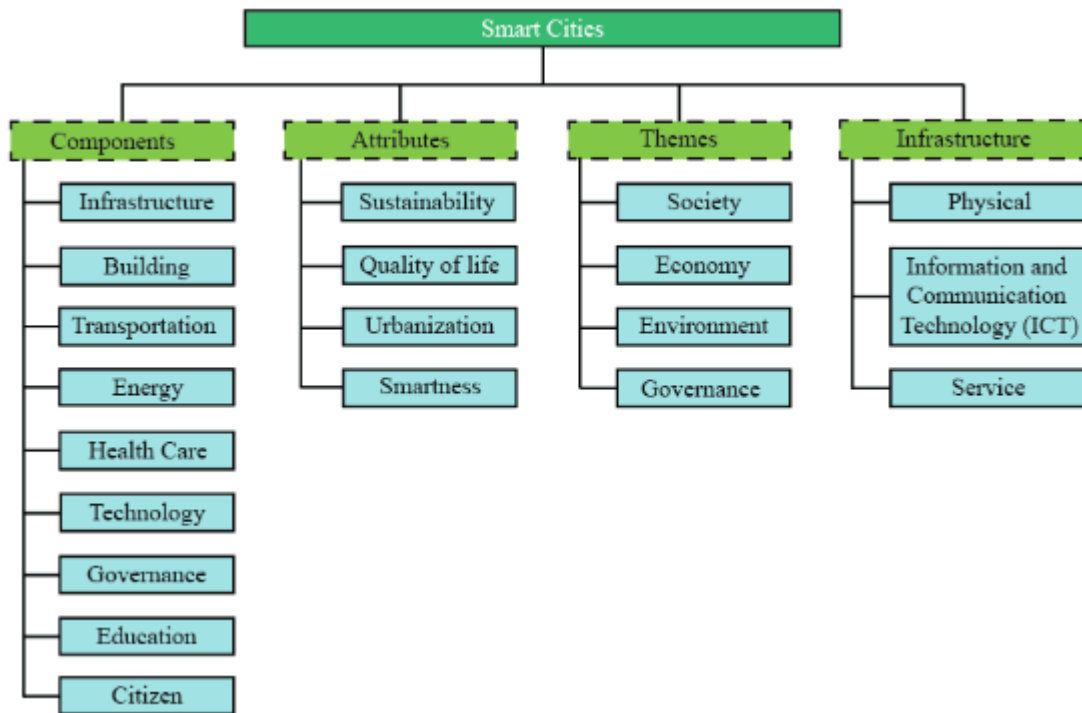 Smart Cities
Components
Infrastructure
Building
Transportation
Energy
Health Care
Technology
Governance
Education
Citizen
Attributes
Sustainability
Quality of life
Urbanization
Smartness
Themes
Society
Economy
Environment
Governance
Infrastructure
Physical
Information and
Communication
Technology (ICT)
Service